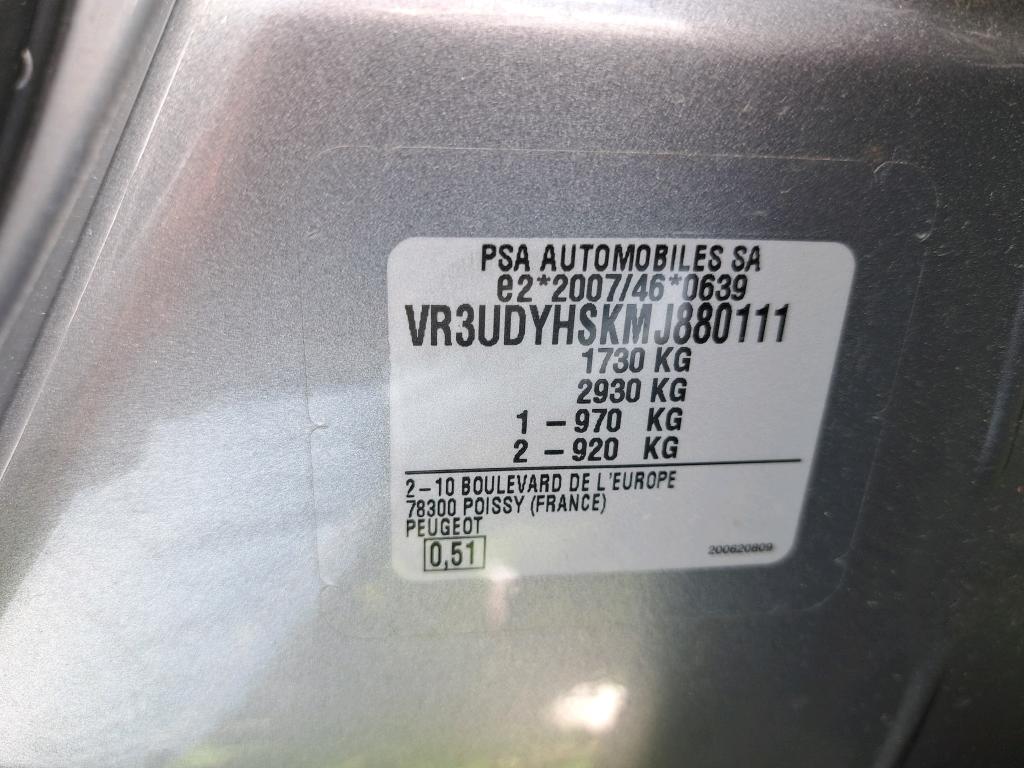 PSA AUTOMOBILES SA
e2*2007/46*0639
VR3UDYHSKMJ880111
1730 KG
2930 KG
1 – 970 KG
2 – 920 KG
2 – 10 BOULEVARD DE L'EUROPE
78300 POISSY (FRANCE)
PEUGEOT
0,51
200620809